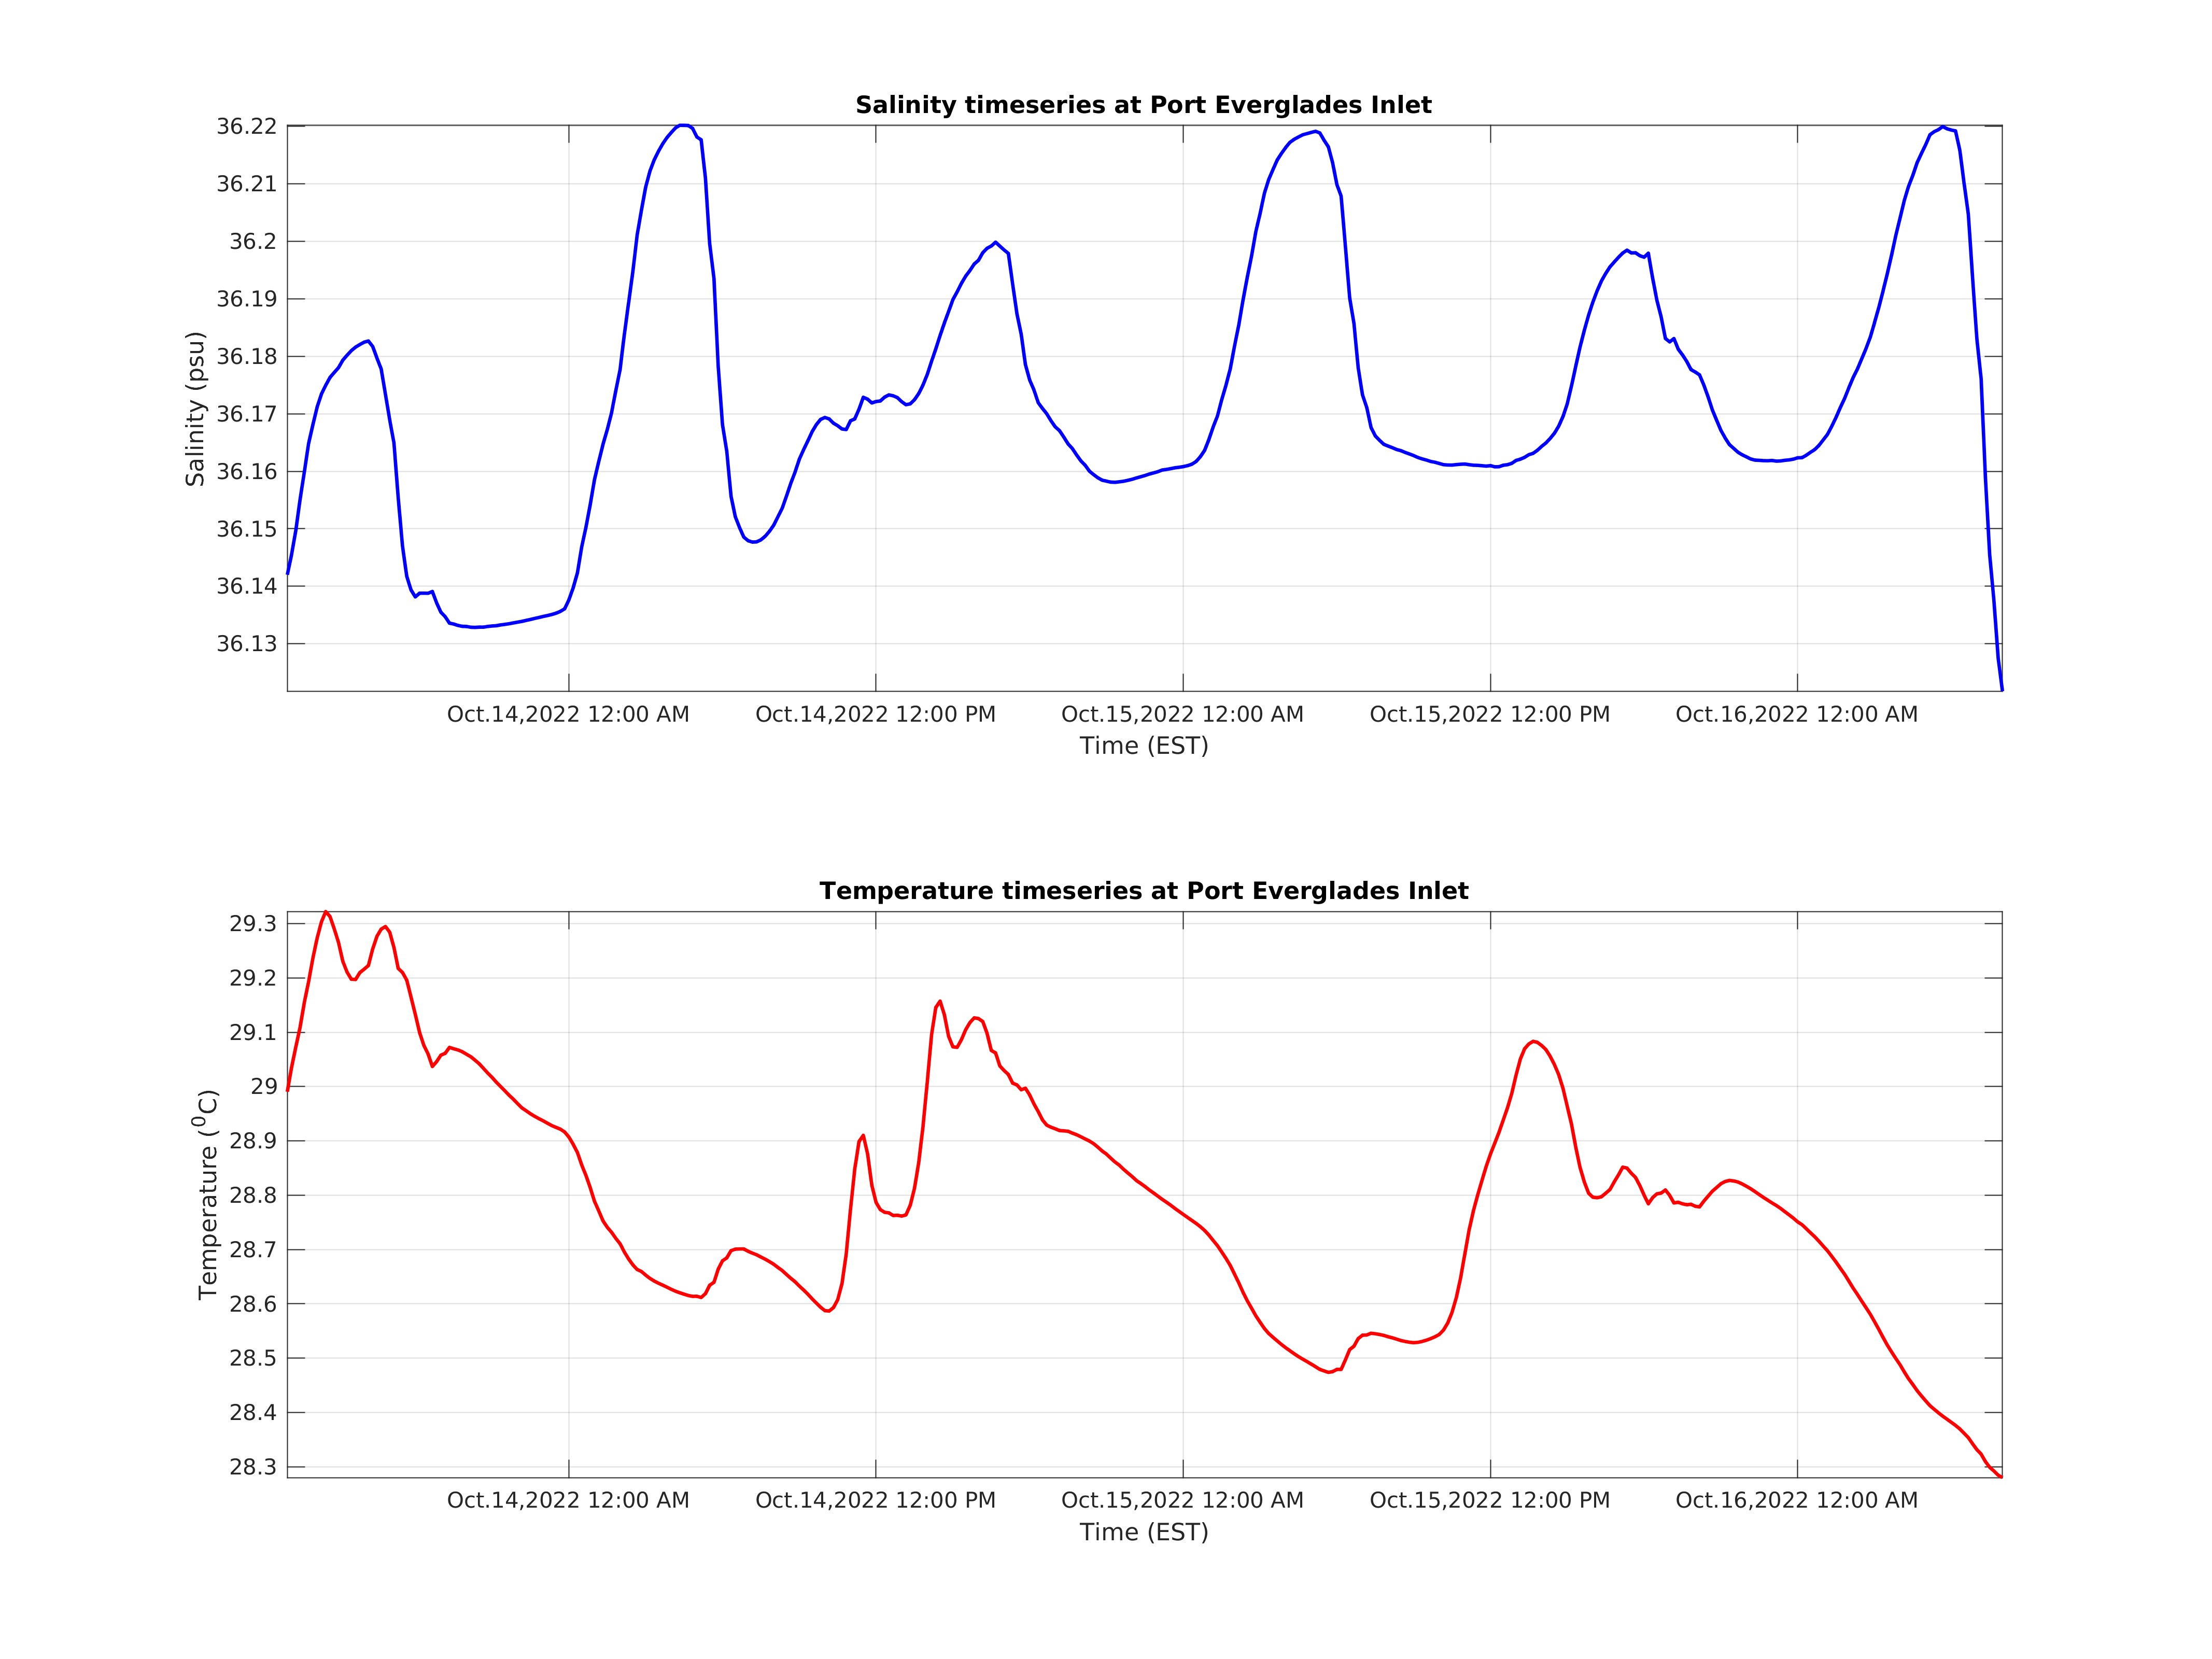 Salinity timeseries at Port Everglades Inlet
36.22
36.21
36.2
36.19
36.18
36.17
36.16
36.15
36.14
36.13
Salinity (psu)
Oct.14,2022 12:00 AM
Oct.14,2022 12:00 PM
Oct.15,2022 12:00 AM
Oct.15,2022 12:00 PM
Oct.16,2022 12:00 AM
Time (EST)
Temperature timeseries at Port Everglades Inlet
29.3
29.2
29.1
29
28.9
28.8
28.7
28.6
28.5
28.4
28.3
Temperature (⁰C)
Oct.14,2022 12:00 AM
Oct.14,2022 12:00 PM
Oct.15,2022 12:00 AM
Oct.15,2022 12:00 PM
Oct.16,2022 12:00 AM
Time (EST)